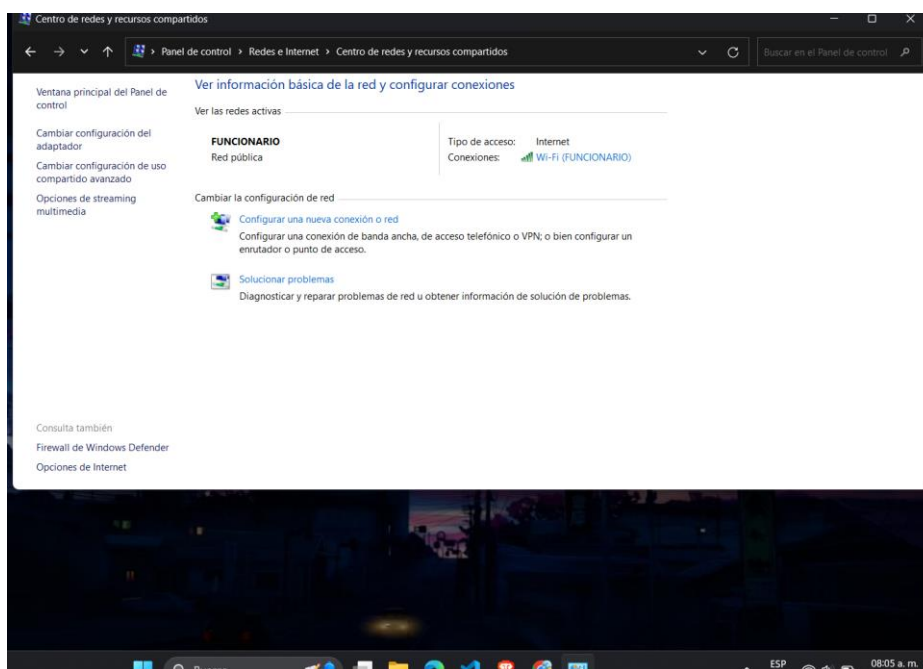 Centro de redes y recursos compartidos
Panel de control > Redes e Internet > Centro de redes y recursos compartidos
Buscar en el Panel de control
Ventana principal del Panel de
control
Cambiar configuración del
adaptador
Cambiar configuración de uso
compartido avanzado
Opciones de streaming
multimedia
Ver información básica de la red y configurar conexiones
Ver las redes activas
FUNCIONARIO
Red pública
Tipo de acceso: Internet
Conexiones: Wi-Fi (FUNCIONARIO)
Cambiar la configuración de red
Configurar una nueva conexión o red
Configurar una conexión de banda ancha, de acceso telefónico o VPN; o bien configurar un
enrutador o punto de acceso.
Solucionar problemas
Diagnosticar y reparar problemas de red u obtener información de solución de problemas.
Consulta también
Firewall de Windows Defender
Opciones de Internet
ESP
08:05 a. m.